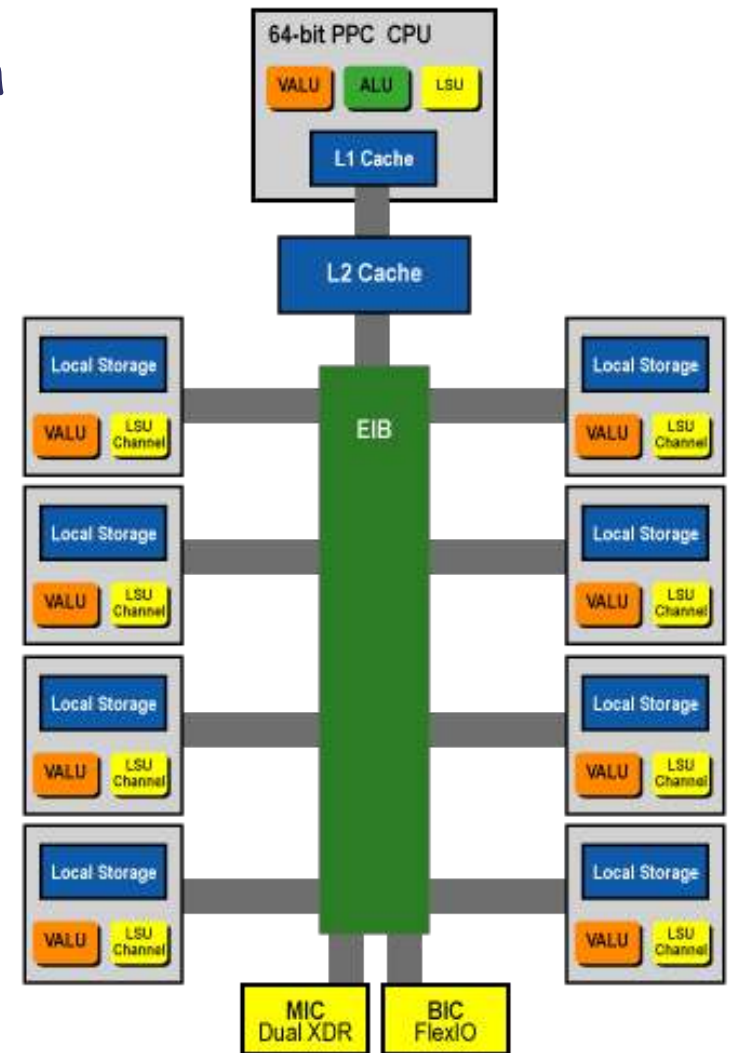 64-bit PPC CPU
VALU
ALU
LSU
L1 Cache
L2 Cache
EIB
Local Storage
VALU
LSU
Channel
Local Storage
VALU
LSU
Channel
Local Storage
VALU
LSU
Channel
Local Storage
VALU
LSU
Channel
Local Storage
VALU
LSU
Channel
Local Storage
VALU
LSU
Channel
Local Storage
VALU
LSU
Channel
Local Storage
VALU
LSU
Channel
MIC
Dual XDR
BIC
FlexIO